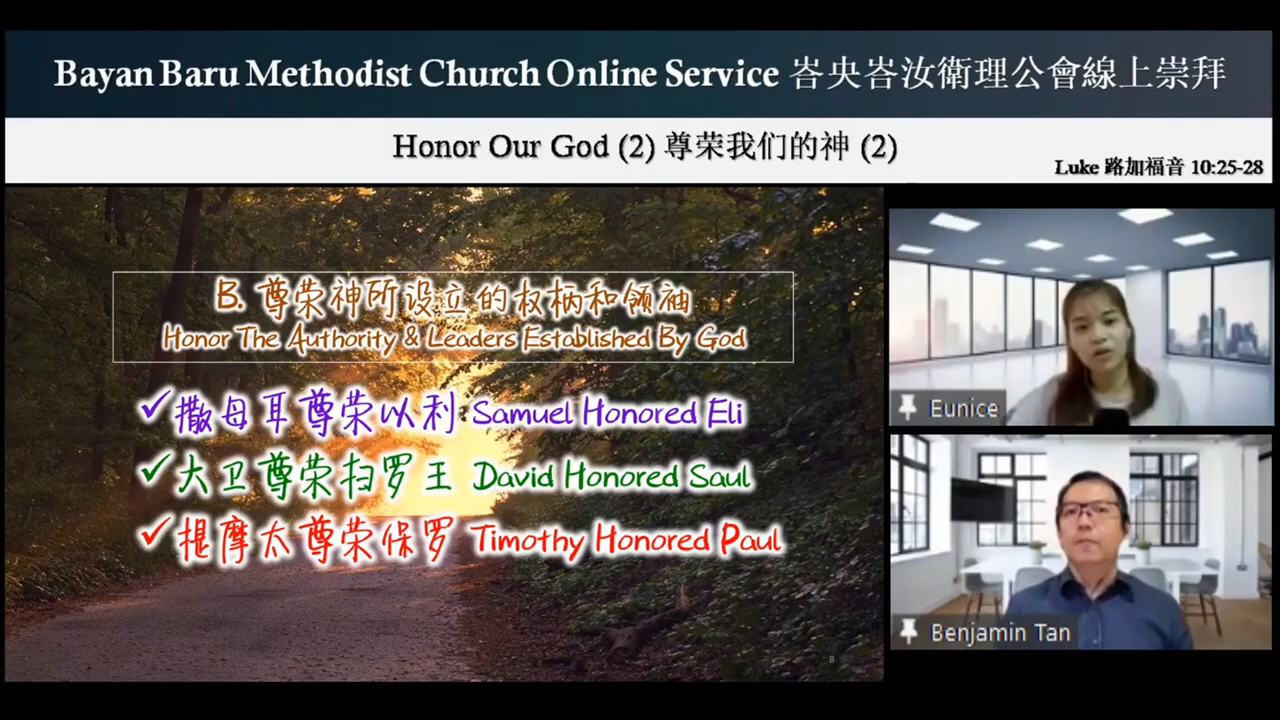 Bayan Baru Methodist Church Online Service 峇央峇汝衛理公會線上崇拜
Honor Our God (2) 尊荣我们的神 (2)
Luke 路加福音 10:25-28
B. 尊荣神所设立的权柄和领袖
Honor The Authority & Leaders Established By God
✓撒母耳尊荣以利 Samuel Honored Eli
✓大卫尊荣扫罗王 David Honored Saul
✓提摩太尊荣保罗 Timothy Honored Paul
8
Eunice
Benjamin Tan